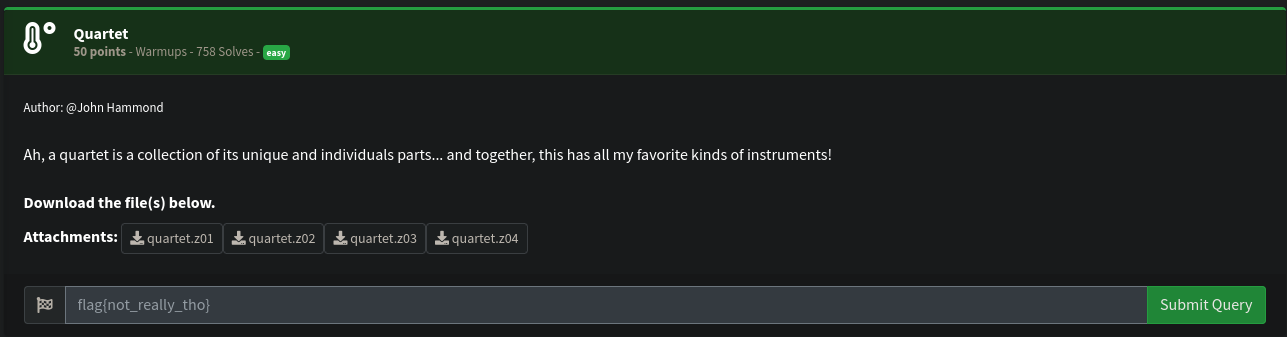 Quartet
50 points - Warmups - 758 Solves - easy
Author: @John Hammond
Ah, a quartet is a collection of its unique and individuals parts... and together, this has all my favorite kinds of instruments!
Download the file(s) below.
Attachments: quartet.z01 quartet.z02 quartet.z03 quartet.z04
flag{not_really_tho} Submit Query